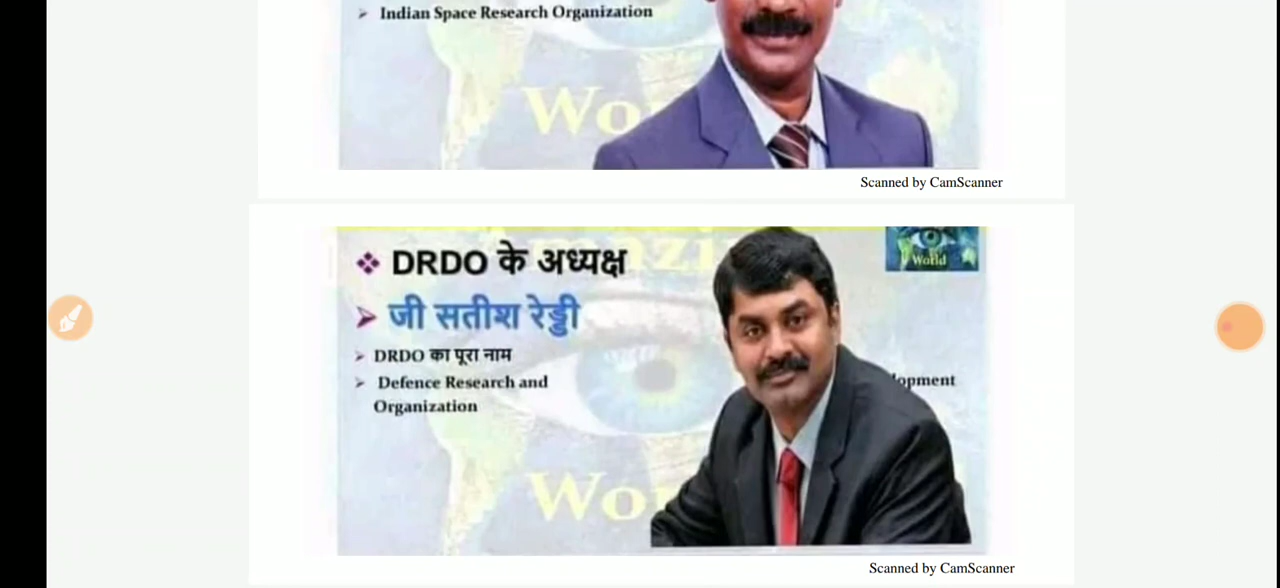 ➢ Indian Space Research Organization
Wo
Scanned by CamScanner
❖ DRDO के अध्यक्ष
World
➢ जी सतीश रेड्डी
➢ DRDO का पूरा नाम
➢ Defence Research and opment
Organization
Wo
Scanned by CamScanner